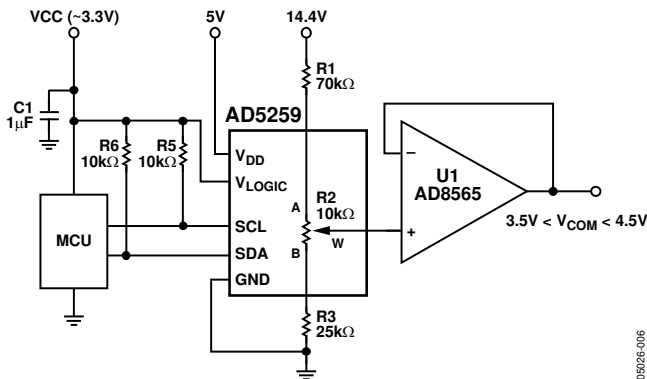 VCC (~3.3V)
5V
14.4V
R1
70kΩ
C1
1μF
AD5259
R6
10kΩ
R5
10kΩ
VDD
VLOGIC
SCL
SDA
GND
MCU
A
R2
10kΩ
B
W
R3
25kΩ
−
+
U1
AD8565
3.5V < VCOM < 4.5V
05026-006